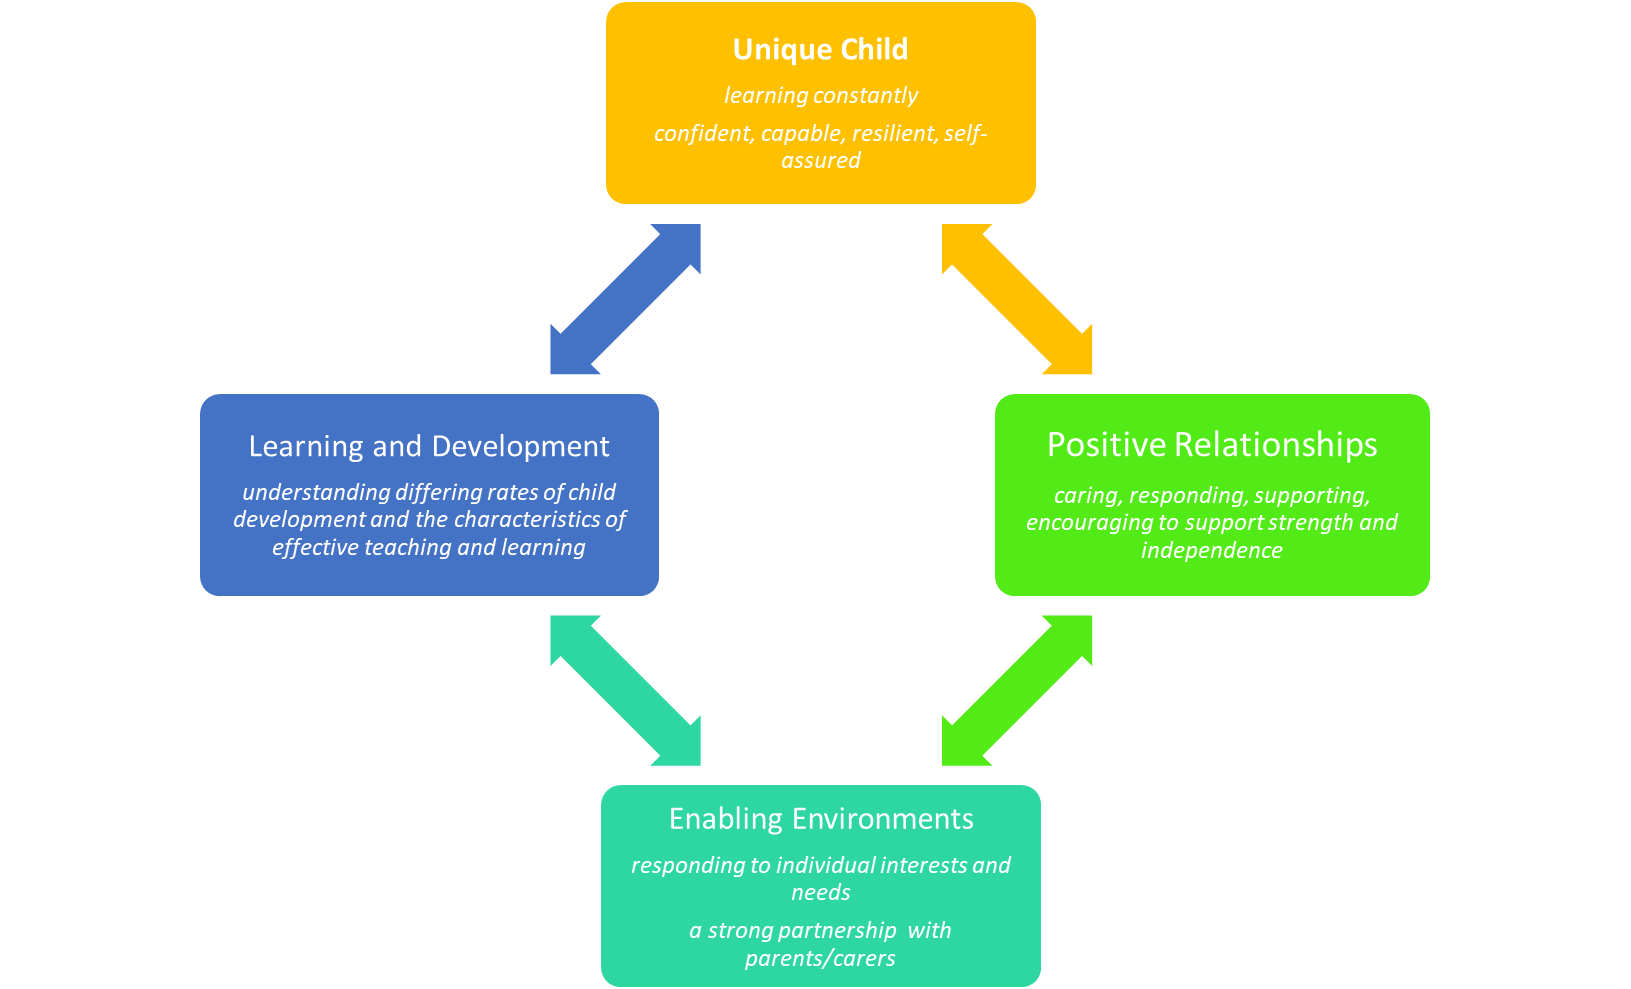 Unique Child
learning constantly
confident, capable, resilient, self-
assured
Learning and Development
understanding differing rates of child
development and the characteristics of
effective teaching and learning
Positive Relationships
caring, responding, supporting,
encouraging to support strength and
independence
Enabling Environments
responding to individual interests and
needs
a strong partnership  with
parents/carers